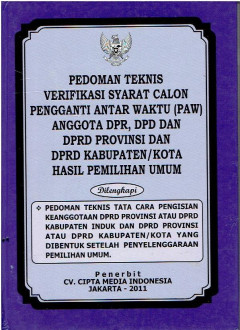 PEDOMAN TEKNIS
VERIFIKASI SYARAT CALON
PENGGANTI ANTAR WAKTU (PAW)
ANGGOTA DPR, DPD DAN
DPRD PROVINSI DAN
DPRD KABUPATEN/KOTA
HASIL PEMILIHAN UMUM
Dilengkapi
PEDOMAN TEKNIS TATA CARA PENGISIAN
KEANGGOTAAN DPRD PROVINSI ATAU DPRD
KABUPATEN INDUK DAN DPRD PROVINSI
ATAU DPRD KABUPATEN/KOTA YANG
DIBENTUK SETELAH PENYELENGGARAAN
PEMILIHAN UMUM.
Penerbit
CV. CIPTA MEDIA INDONESIA
JAKARTA - 2011